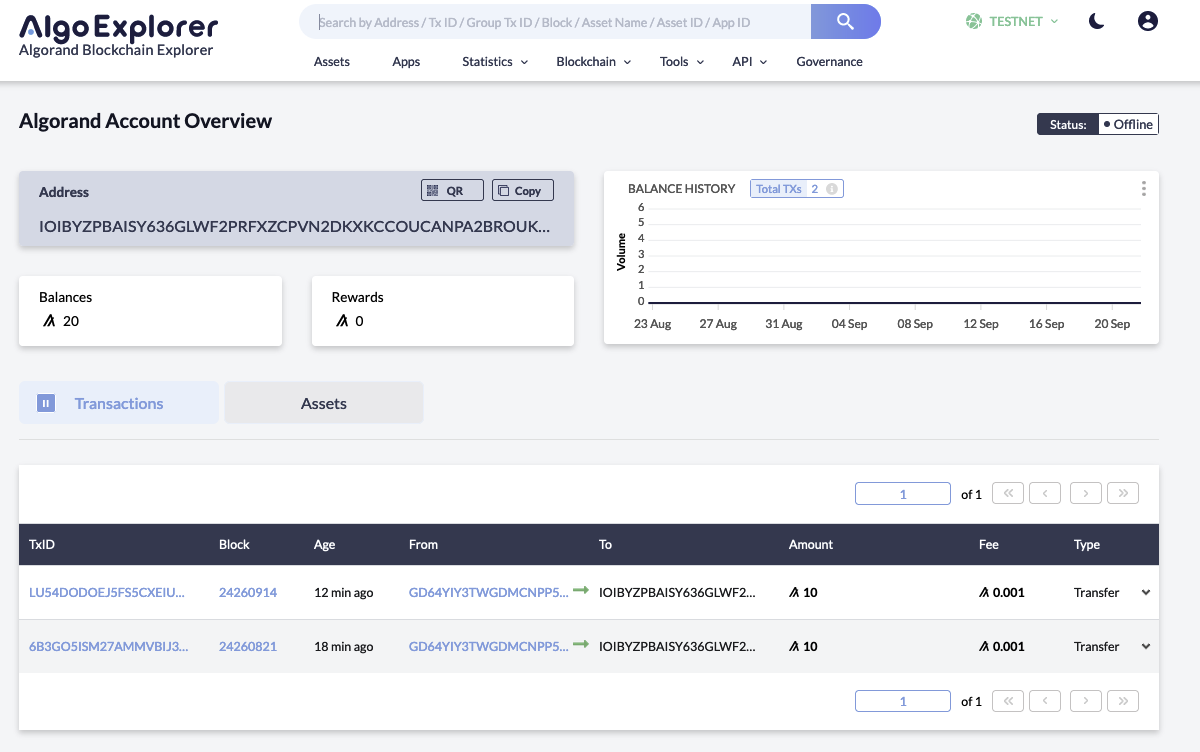 Algo Explorer
Algorand Blockchain Explorer
Search by Address / Tx ID / Group Tx ID / Block / Asset Name / Asset ID / App ID
TESTNET
Assets Apps Statistics Blockchain Tools API Governance
Algorand Account Overview
Status: Offline
Address QR Copy
IOIBYZPBAISY636GLWF2PRFXZCPVN2DKXKCCOUCANPA2BROUK...
Balances
20
Rewards
0
BALANCE HISTORY Total TXs 2
Volume
6
5
4
3
2
1
0
23 Aug 27 Aug 31 Aug 04 Sep 08 Sep 12 Sep 16 Sep 20 Sep
Transactions Assets
1 of 1
TxID Block Age From To Amount Fee Type
LU54DODOEJ5FS5CXEIU... 24260914 12 min ago GD64YIY3TWGDMCNPP5... IOIBYZPBAISY636GLWF2... 10 0.001 Transfer
6B3GO5ISM27AMMVBIJ3... 24260821 18 min ago GD64YIY3TWGDMCNPP5... IOIBYZPBAISY636GLWF2... 10 0.001 Transfer
1 of 1